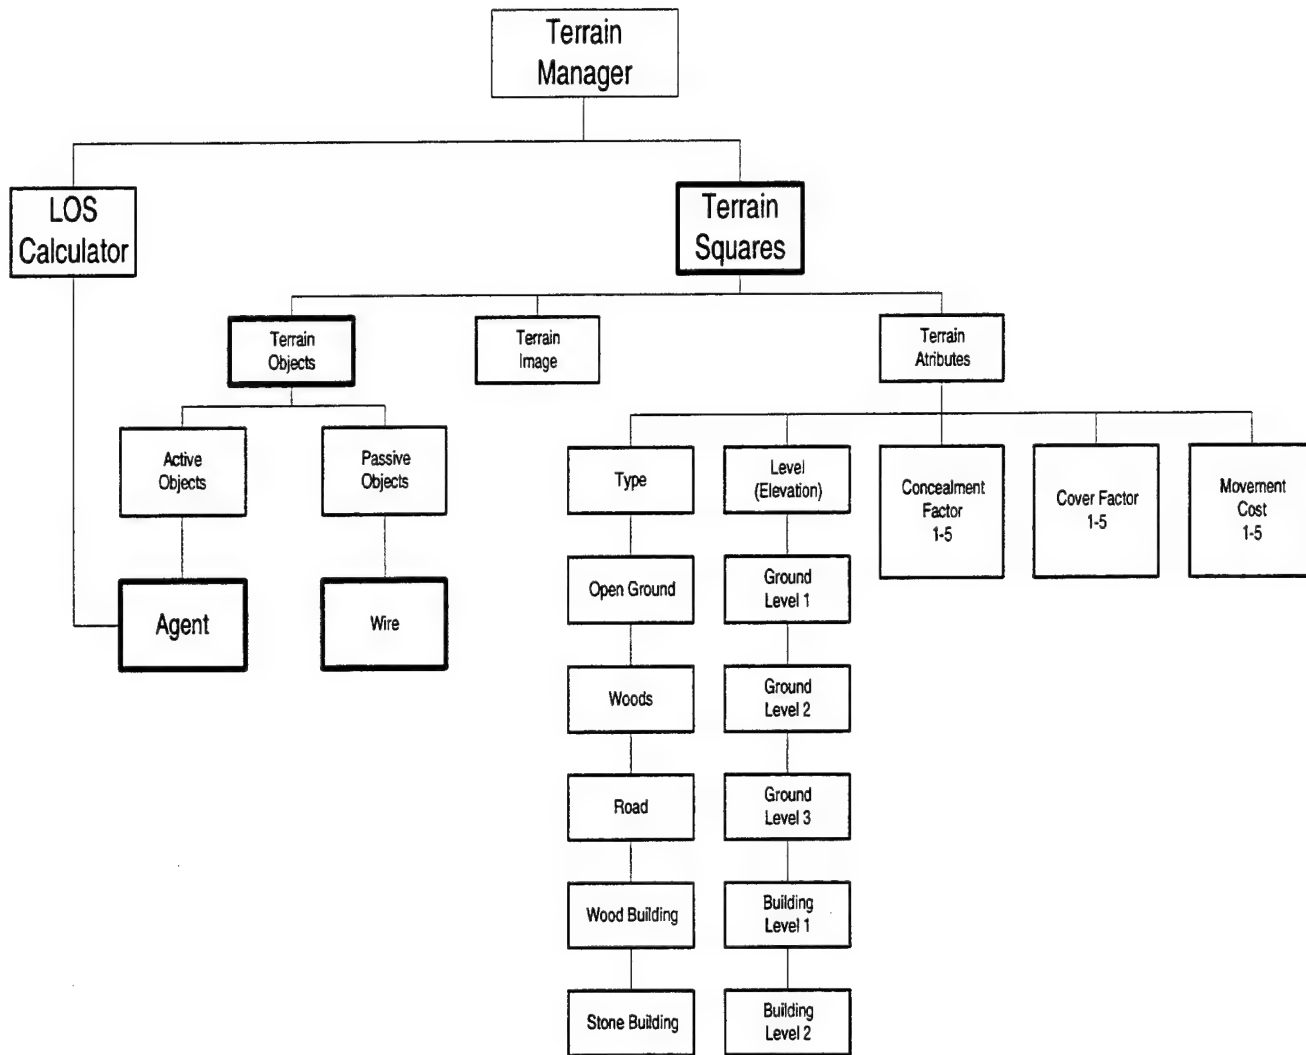 Terrain
Manager
LOS
Calculator
Terrain
Squares
Terrain
Objects
Terrain
Image
Terrain
Atributes
Active
Objects
Passive
Objects
Type
Level
(Elevation)
Concealment
Factor
1-5
Cover Factor
1-5
Movement
Cost
1-5
Agent
Wire
Open Ground
Ground
Level 1
Woods
Ground
Level 2
Road
Ground
Level 3
Wood Building
Building
Level 1
Stone Building
Building
Level 2